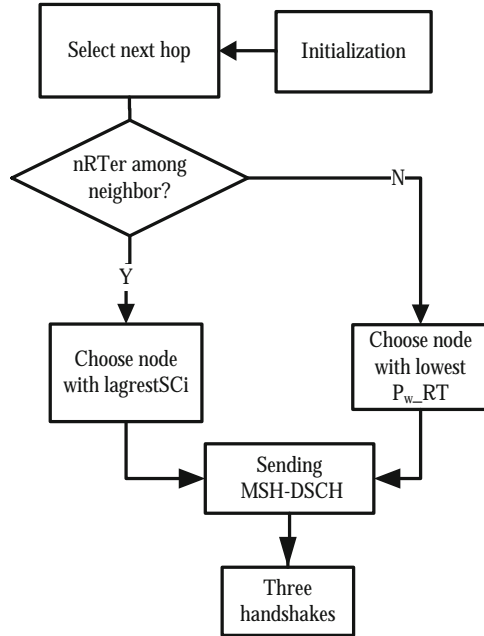 Select next hop
Initialization
nRTer among
neighbor?
N
Y
Choose node
with lagrestSCi
Choose node
with lowest
Pw_RT
Sending
MSH-DSCH
Three
handshakes